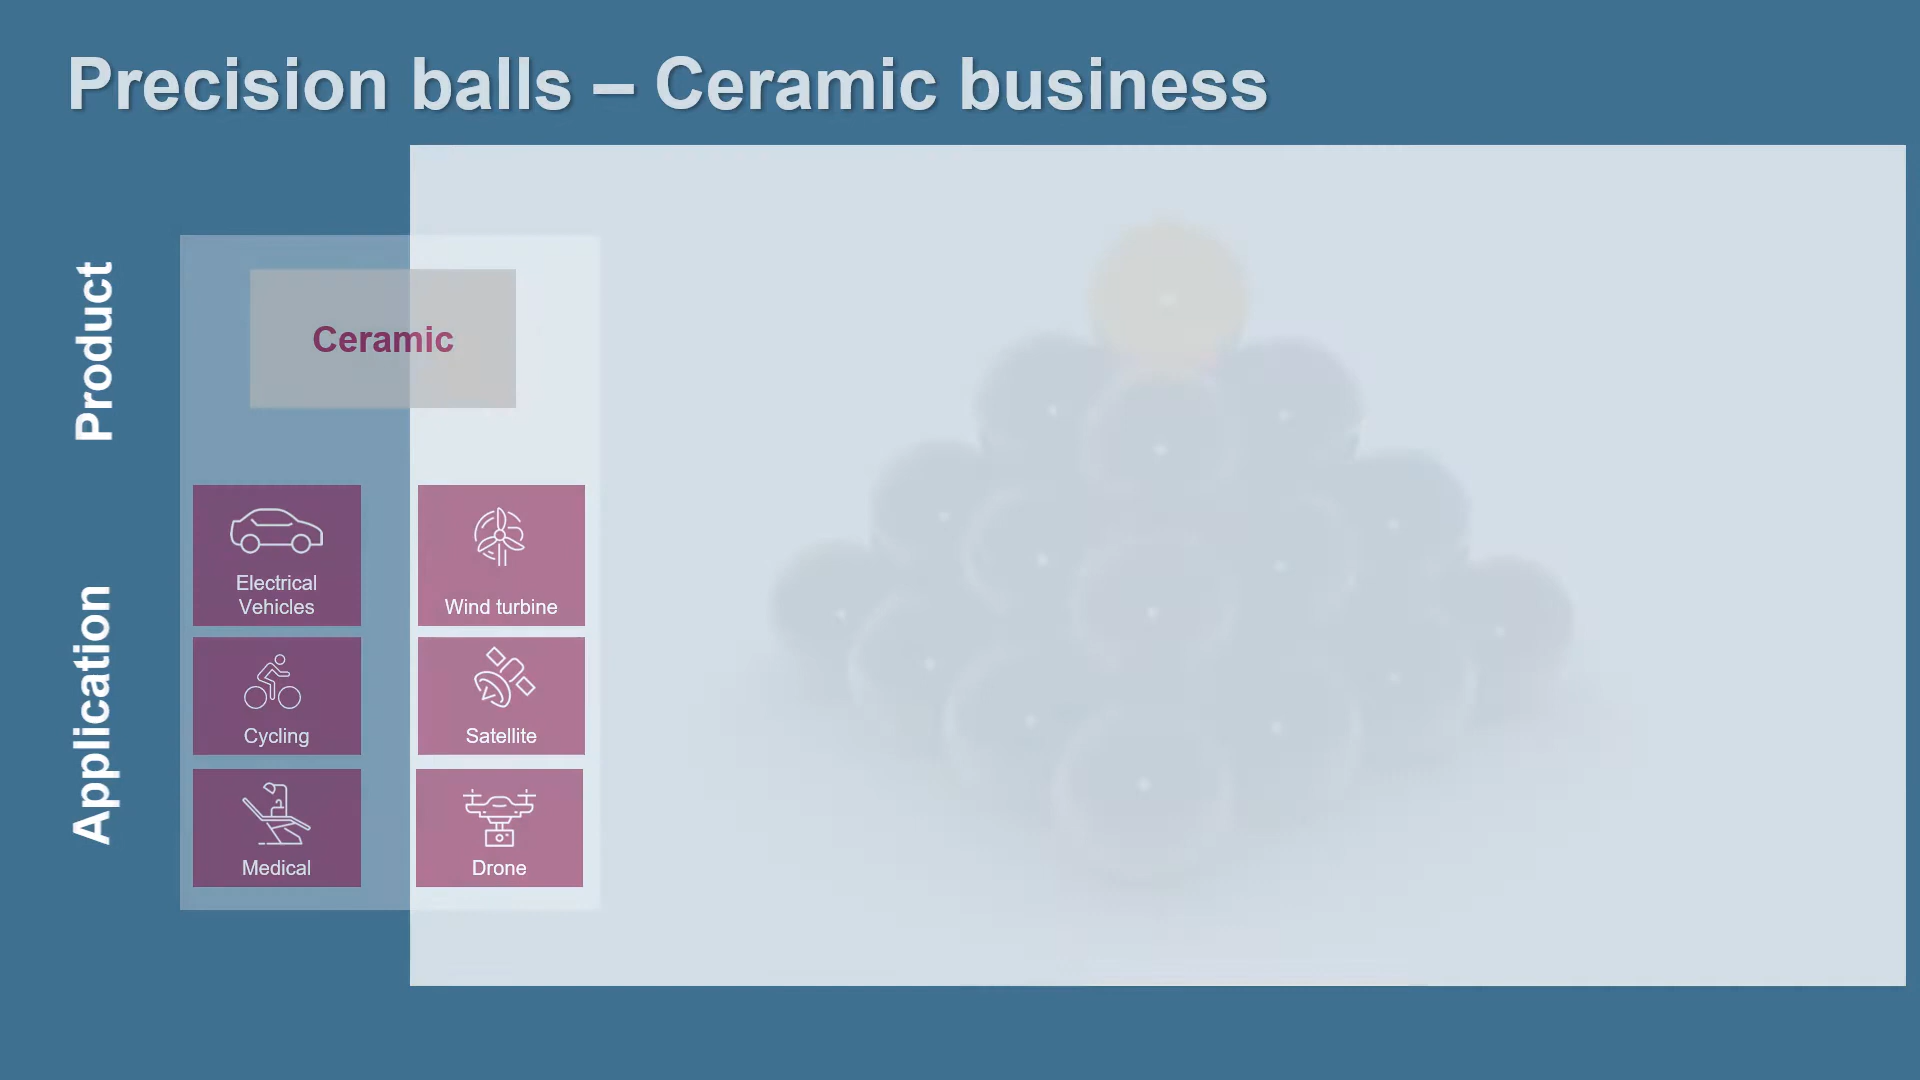 Precision balls – Ceramic business
Product
Ceramic
Application
Electrical
Vehicles
Wind turbine
Cycling
Satellite
Medical
Drone